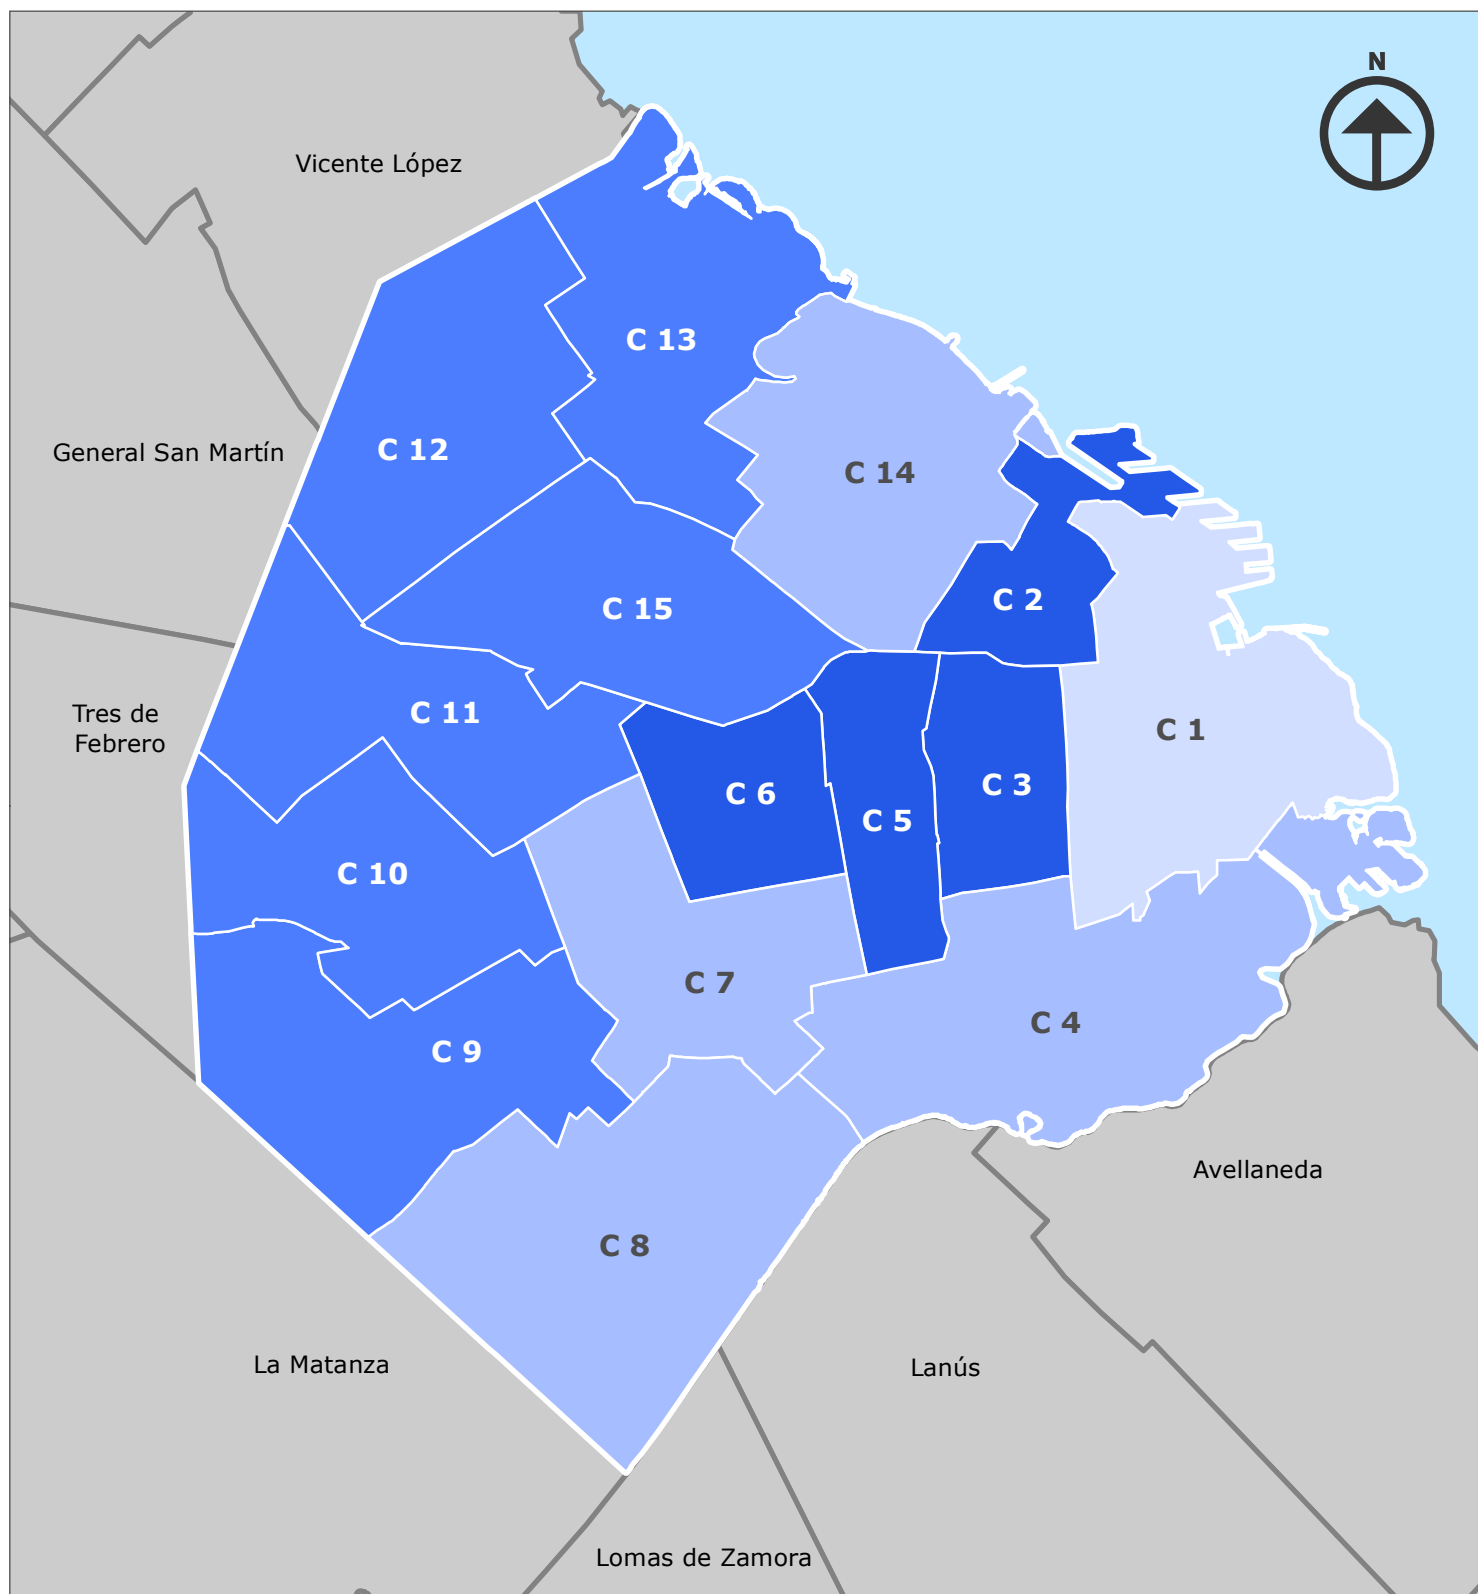 N
Vicente López
C 13
General San Martín
C 12
C 14
C 2
C 15
Tres de
Febrero
C 11
C 1
C 6
C 3
C 5
C 10
C 7
C 4
C 9
Avellaneda
C 8
La Matanza
Lanús
Lomas de Zamora